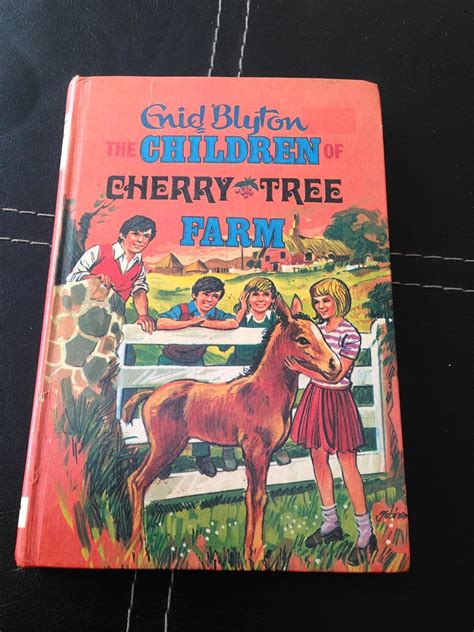 Enid Blyton
THE CHILDREN OF
CHERRY TREE
FARM